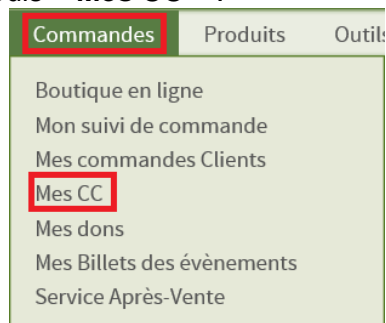 Commandes Produits Outils
Boutique en ligne
Mon suivi de commande
Mes commandes Clients
Mes CC
Mes dons
Mes Billets des évènements
Service Après-Vente